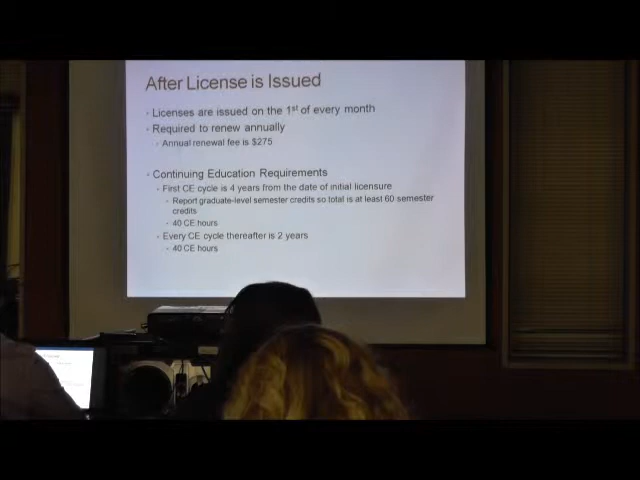 After License is Issued
Licenses are issued on the 1st of every month
Required to renew annually
Annual renewal fee is $275
Continuing Education Requirements
First CE cycle is 4 years from the date of initial licensure
Report graduate-level semester credits so total is at least 60 semester
credits
40 CE hours
Every CE cycle thereafter is 2 years
40 CE hours